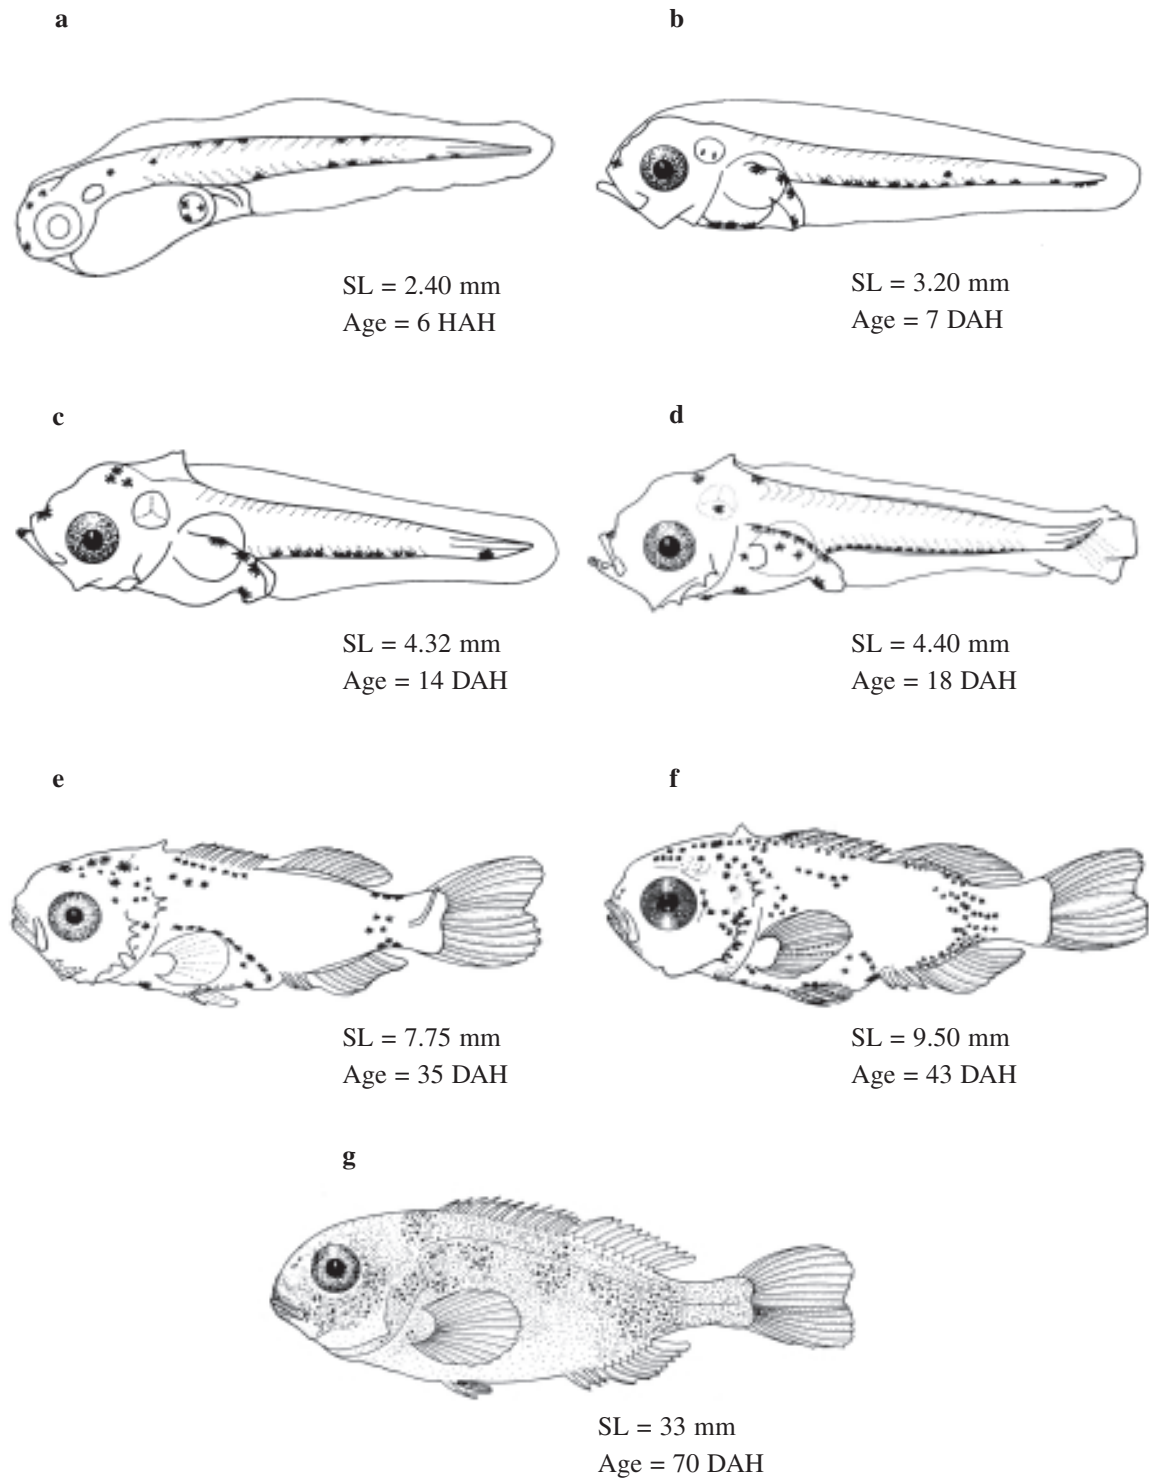 a
b
SL = 2.40 mm
Age = 6 HAH
SL = 3.20 mm
Age = 7 DAH
c
d
SL = 4.32 mm
Age = 14 DAH
SL = 4.40 mm
Age = 18 DAH
e
f
SL = 7.75 mm
Age = 35 DAH
SL = 9.50 mm
Age = 43 DAH
g
SL = 33 mm
Age = 70 DAH